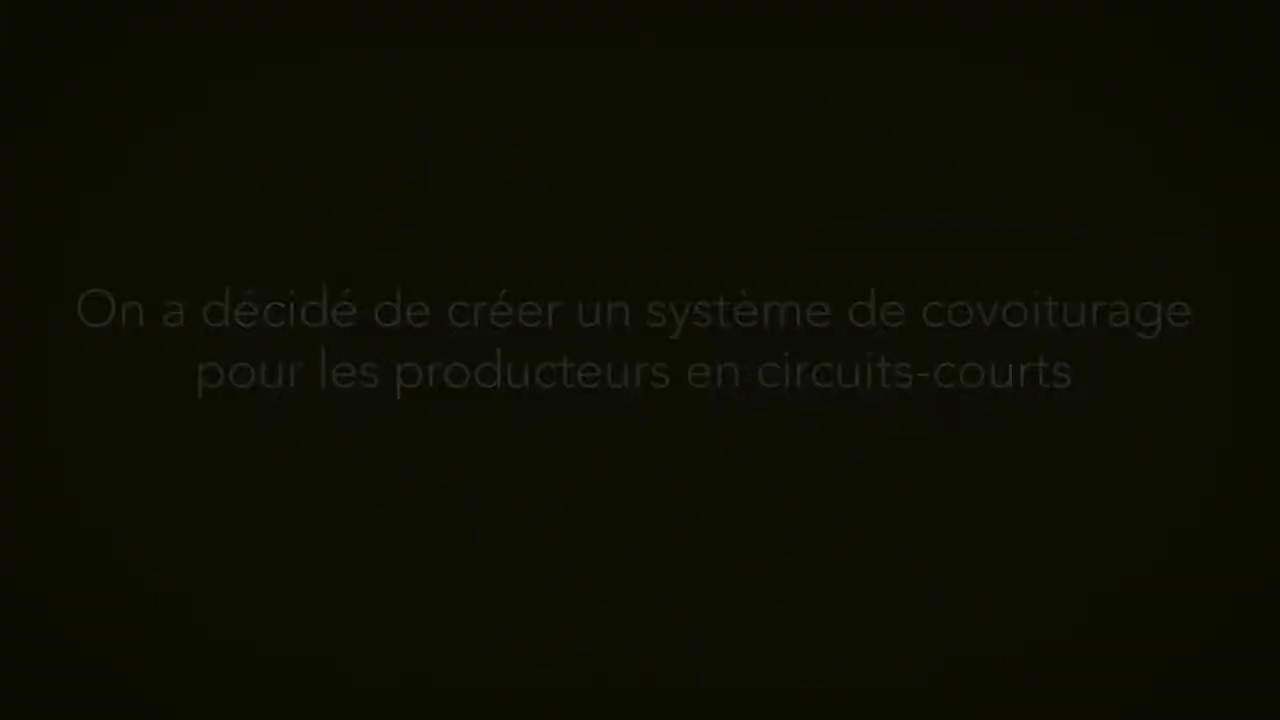 On a décidé de créer un système de covoiturage
pour les producteurs en circuits-courts